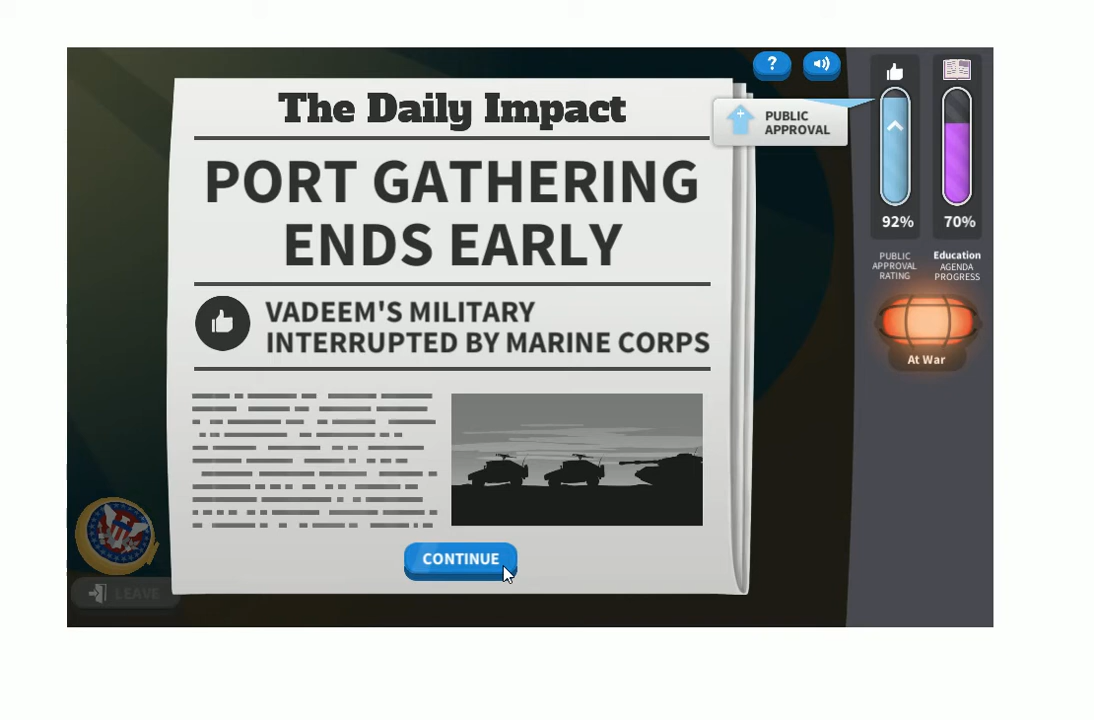 ?
The Daily Impact
PUBLIC
APPROVAL
PORT GATHERING
ENDS EARLY
92%
70%
PUBLIC
APPROVAL
RATING
Education
AGENDA
PROGRESS
VADEEM'S MILITARY
INTERRUPTED BY MARINE CORPS
At War
CONTINUE
LEAVE